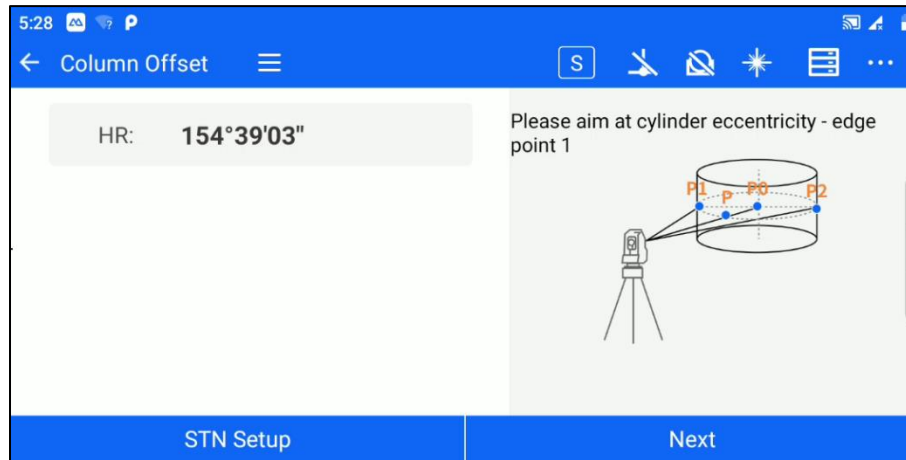 5:28
Column Offset
S
HR: 154°39'03"
Please aim at cylinder eccentricity - edge
point 1
P1 P P0 P2
STN Setup
Next